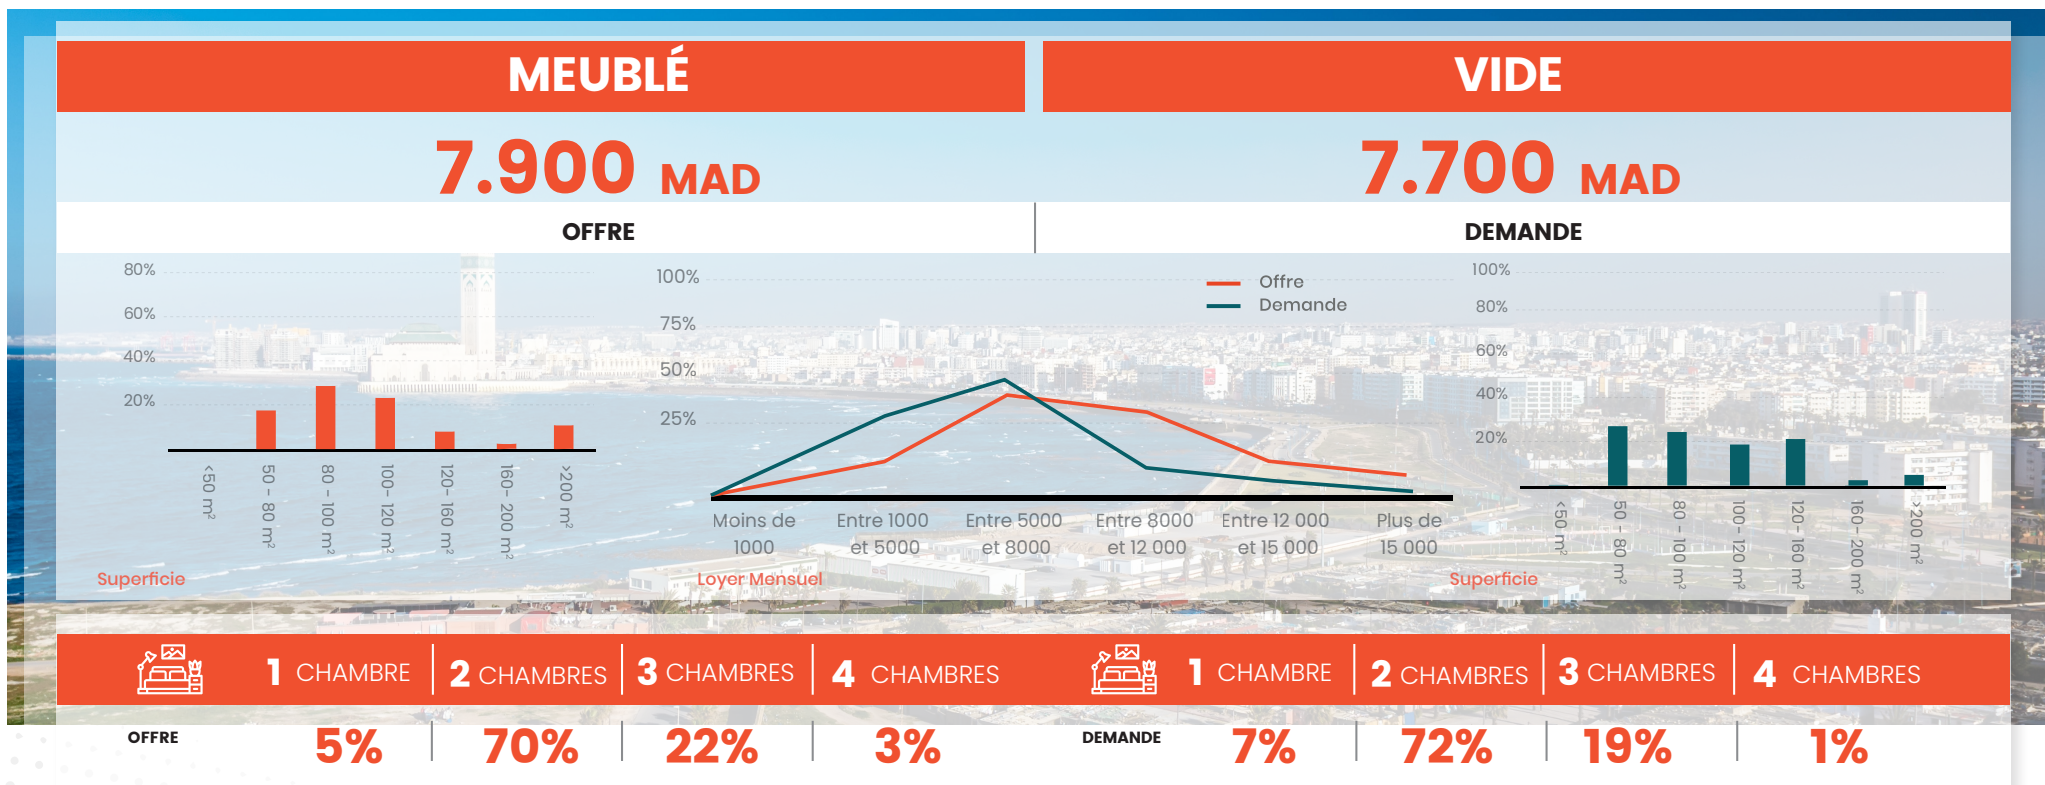 MEUBLÉ
VIDE
7.900 MAD
7.700 MAD
OFFRE
DEMANDE
80%
60%
40%
20%
<50 m²
50 - 80 m²
80 - 100 m²
100- 120 m²
120- 160 m²
160- 200 m²
>200 m²
Superficie
100%
75%
50%
25%
Offre
Demande
Moins de
1000
Entre 1000
et 5000
Entre 5000
et 8000
Entre 8000
et 12 000
Entre 12 000
et 15 000
Plus de
15 000
Loyer Mensuel
100%
80%
60%
40%
20%
<50 m²
50 - 80 m²
80 - 100 m²
100- 120 m²
120- 160 m²
160- 200 m²
>200 m²
Superficie
1 CHAMBRE
2 CHAMBRES
3 CHAMBRES
4 CHAMBRES
1 CHAMBRE
2 CHAMBRES
3 CHAMBRES
4 CHAMBRES
OFFRE
5%
70%
22%
3%
DEMANDE
7%
72%
19%
1%